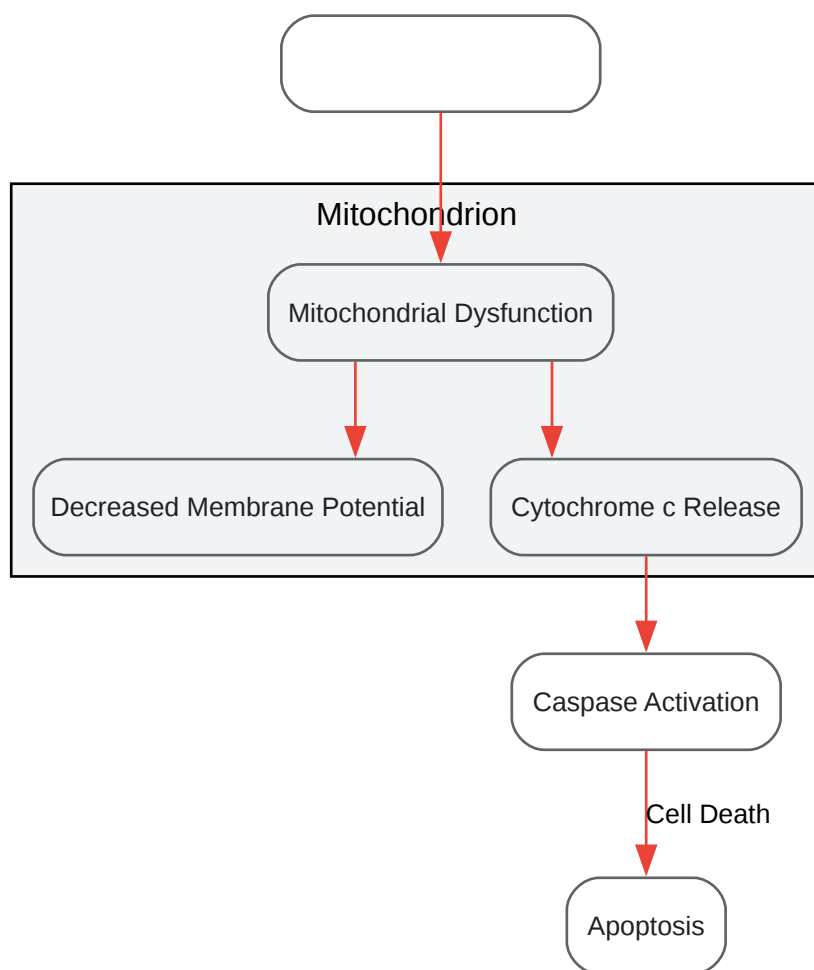 Mitochondrion
Mitochondrial Dysfunction
Decreased Membrane Potential
Cytochrome c Release
Caspase Activation
Cell Death
Apoptosis